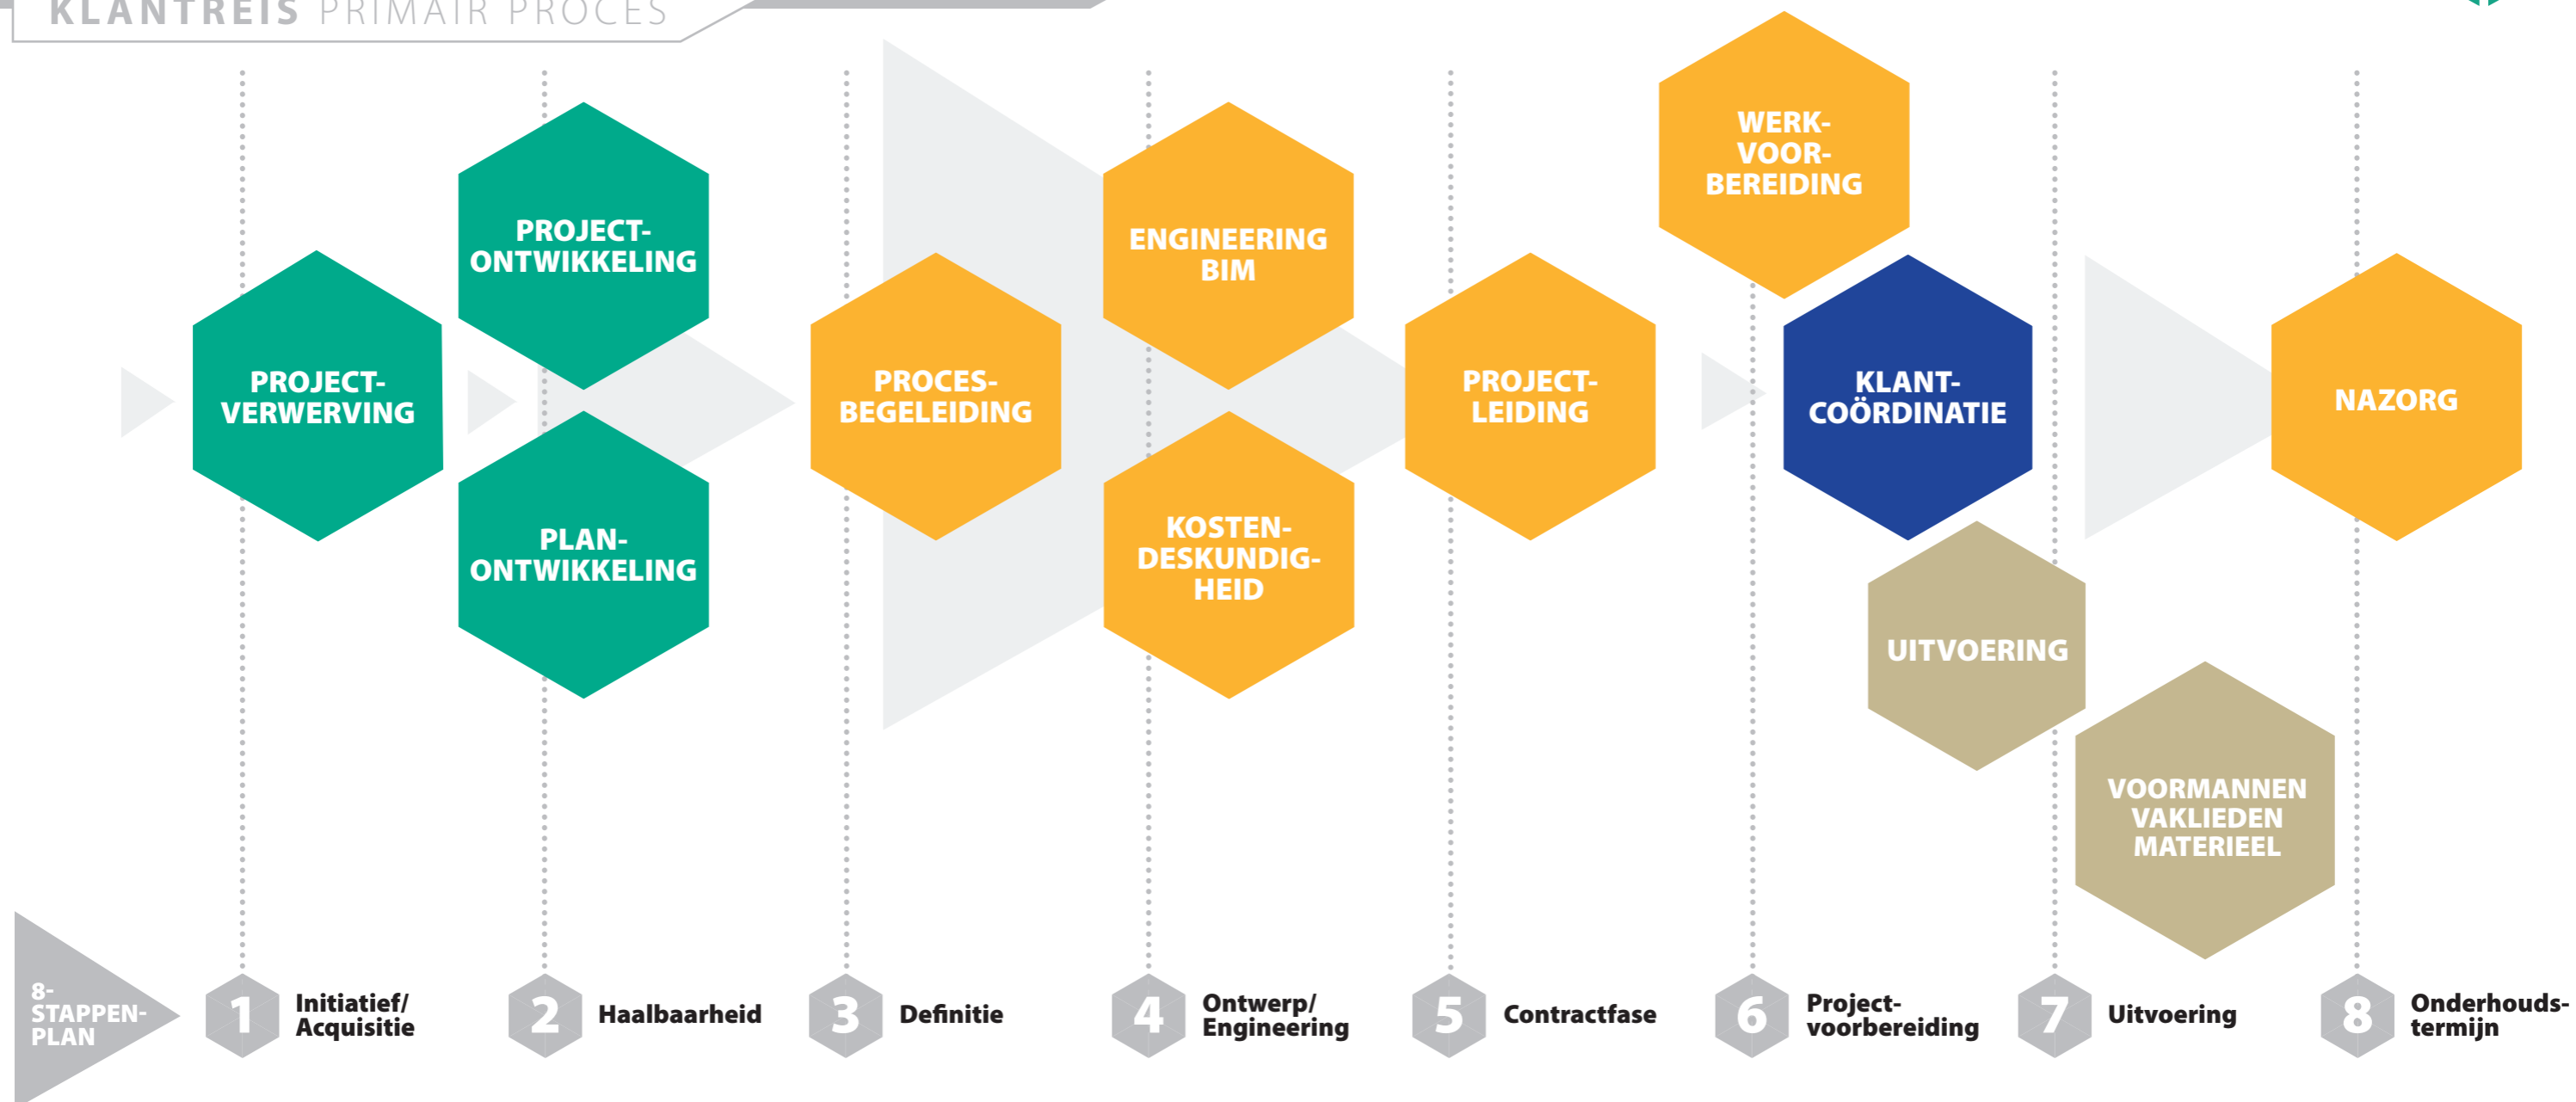 KLANTREIS PRIMAIR PROCES
PROJECT-
VERWERVING
PROJECT-
ONTWIKKELING
PLAN-
ONTWIKKELING
PROCES-
BEGELEIDING
ENGINEERING
BIM
KOSTEN-
DESKUNDIG-
HEID
PROJECT-
LEIDING
WERK-
VOOR-
BEREIDING
KLANT-
COÖRDINATIE
UITVOERING
VOORMANNEN
VAKLIEDEN
MATERIEEL
NAZORG
8-
STAPPEN-
PLAN
1
Initiatief/
Acquisitie
2
Haalbaarheid
3
Definitie
4
Ontwerp/
Engineering
5
Contractfase
6
Project-
voorbereiding
7
Uitvoering
8
Onderhouds-
termijn